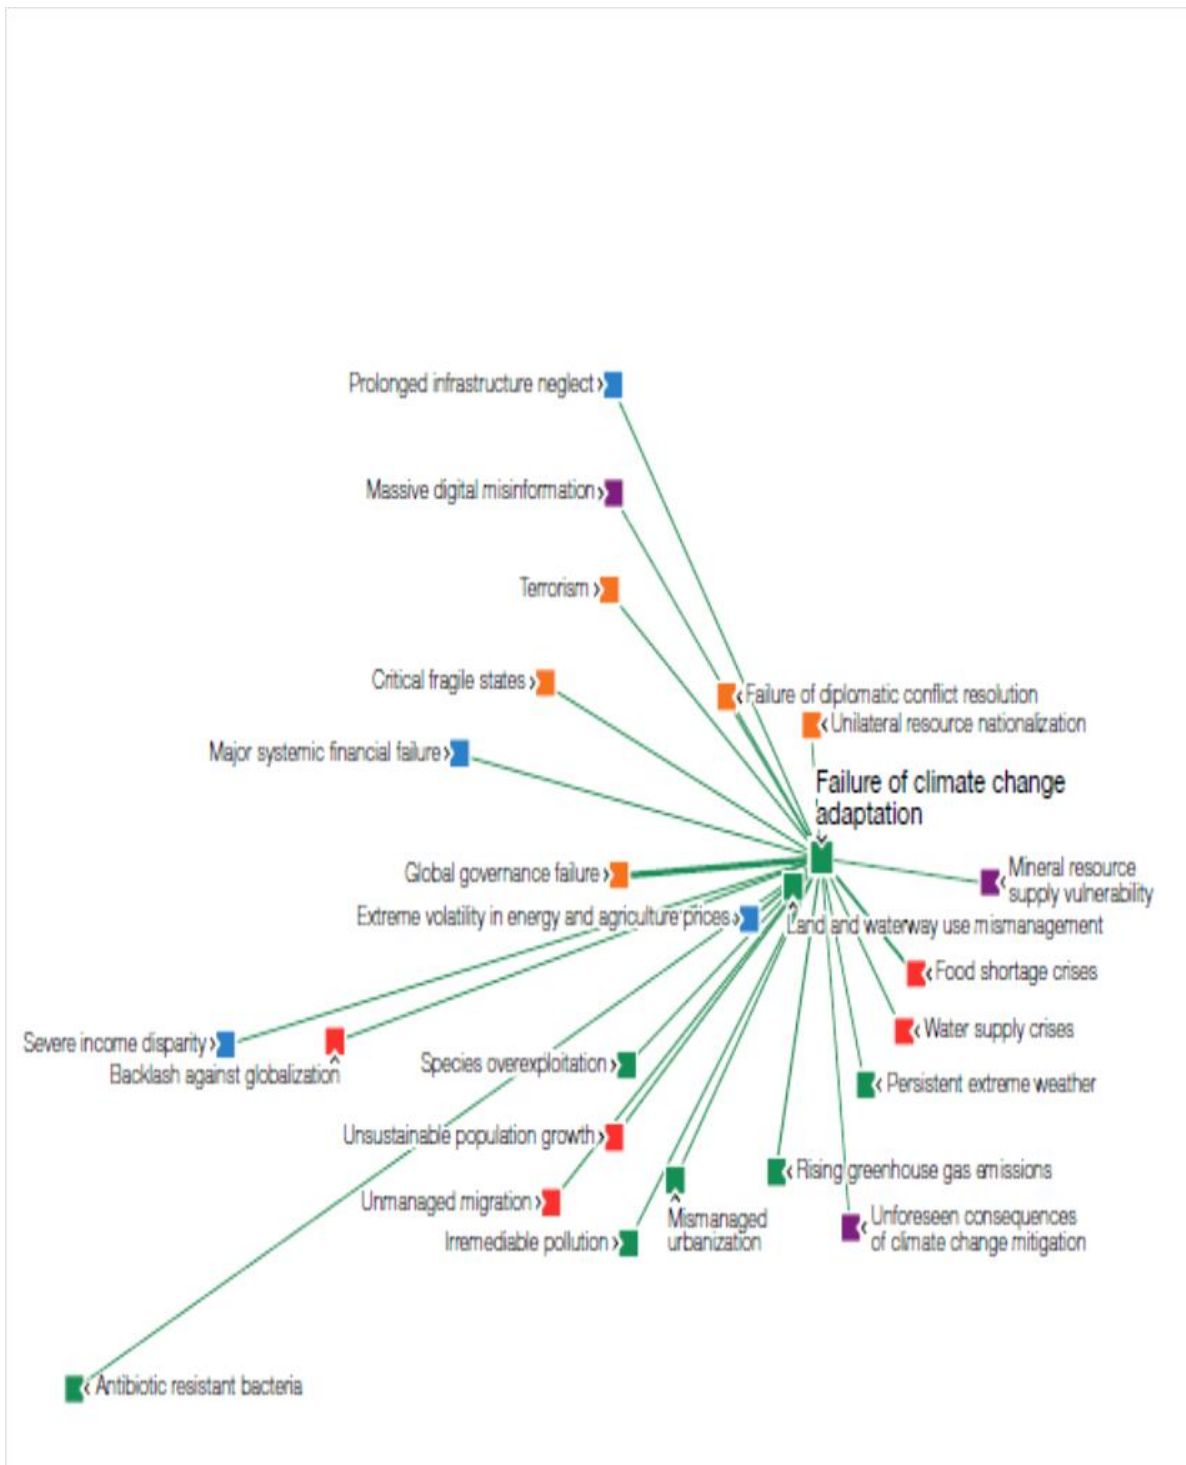 Prolonged infrastructure neglect
Massive digital misinformation
Terrorism
Critical fragile states
Failure of diplomatic conflict resolution
Unilateral resource nationalization
Major systemic financial failure
Failure of climate change
adaptation
Global governance failure
Mineral resource
supply vulnerability
Extreme volatility in energy and agriculture prices
Land and waterway use mismanagement
Food shortage crises
Water supply crises
Severe income disparity
Backlash against globalization
Species overexploitation
Persistent extreme weather
Unsustainable population growth
Rising greenhouse gas emissions
Unmanaged migration
Mismanaged
urbanization
Unforeseen consequences
of climate change mitigation
Irremediable pollution
Antibiotic resistant bacteria